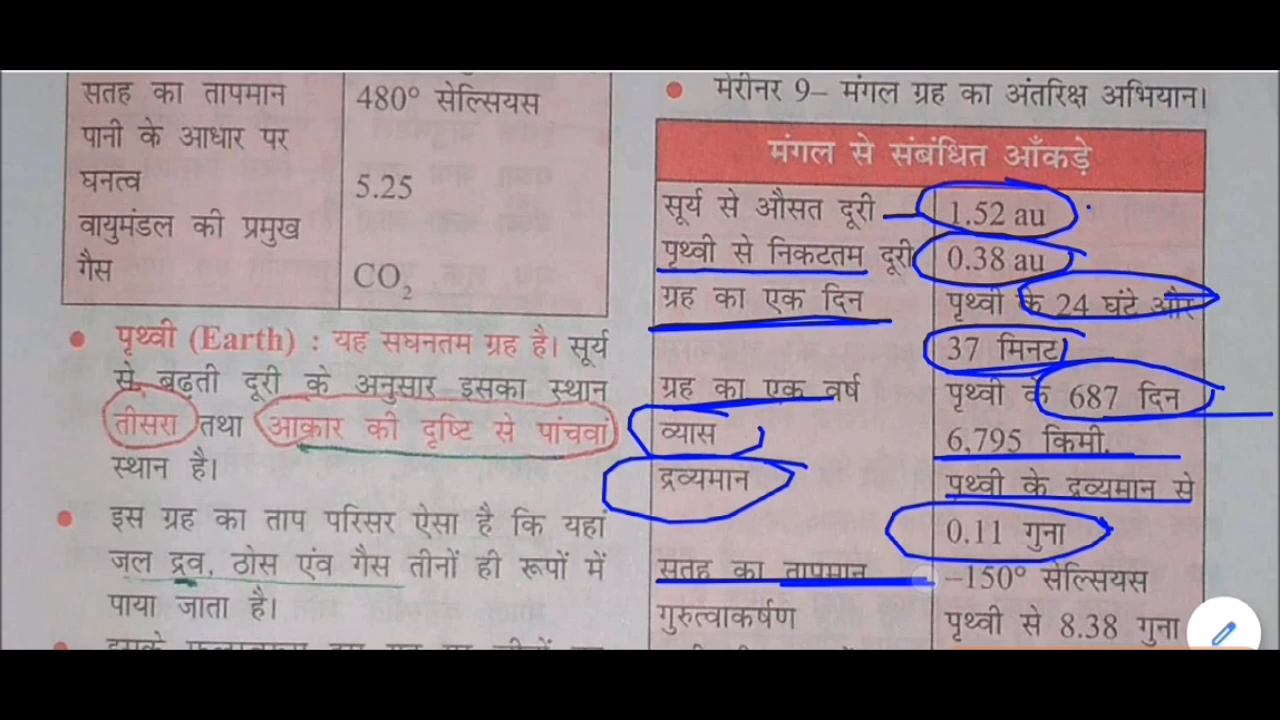 सतह का तापमान 480° सेल्सियस
पानी के आधार पर
घनत्व 5.25
वायुमंडल की प्रमुख
गैस CO₂
• पृथ्वी (Earth) : यह सघनतम ग्रह है। सूर्य
से बढ़ती दूरी के अनुसार इसका स्थान
तीसरा तथा आकार की दृष्टि से पांचवां
स्थान है।
• इस ग्रह का ताप परिसर ऐसा है कि यहां
जल द्रव, ठोस एंव गैस तीनों ही रूपों में
पाया जाता है।
• मेरीनर 9– मंगल ग्रह का अंतरिक्ष अभियान।
मंगल से संबंधित आँकड़े
सूर्य से औसत दूरी 1.52 au
पृथ्वी से निकटतम दूरी 0.38 au
ग्रह का एक दिन पृथ्वी के 24 घंटे और
37 मिनट
ग्रह का एक वर्ष पृथ्वी के 687 दिन
व्यास 6,795 किमी.
द्रव्यमान पृथ्वी के द्रव्यमान से
0.11 गुना
सतह का तापमान –150° सेल्सियस
गुरुत्वाकर्षण पृथ्वी से 8.38 गुना